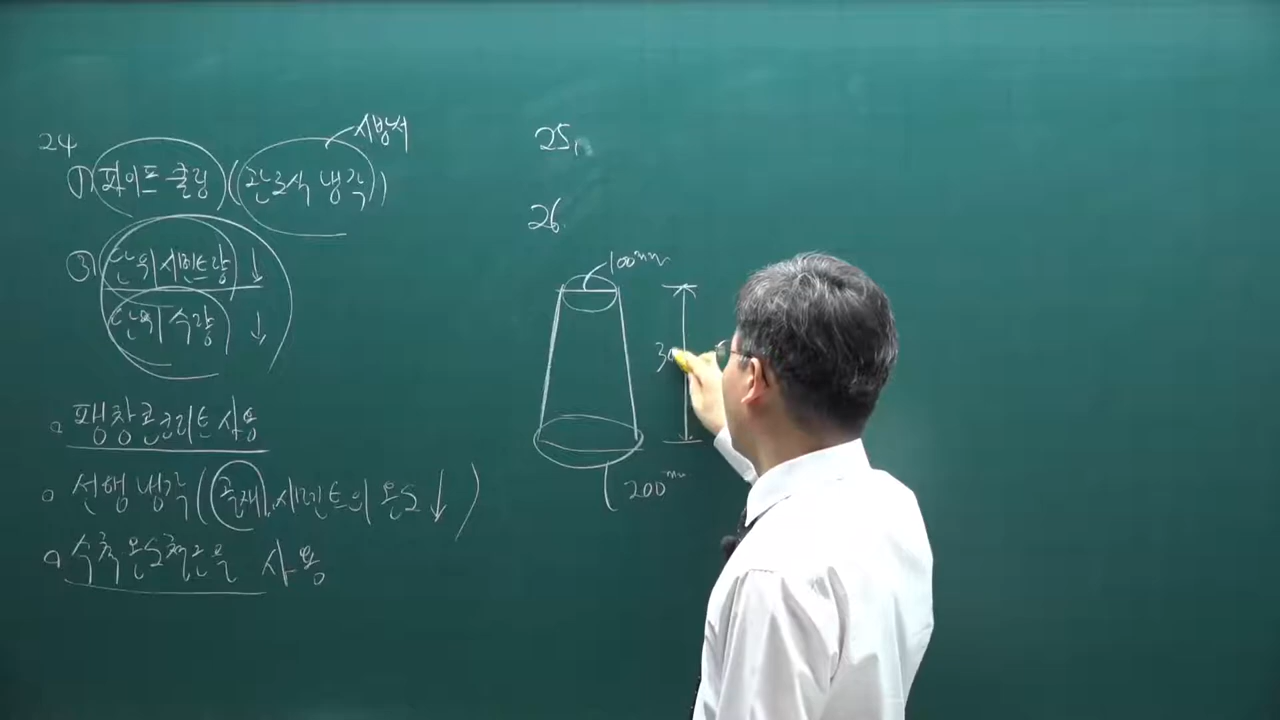 24
시방서
① 파이프 쿨링 (관로식 냉각)
③ 단위시멘트량 ↓
단위수량 ↓
팽창콘크리트 사용
선행 냉각 (골재, 시멘트의 온도 ↓)
수축온도철근을 사용
25.
26.
100mm
30
200mm